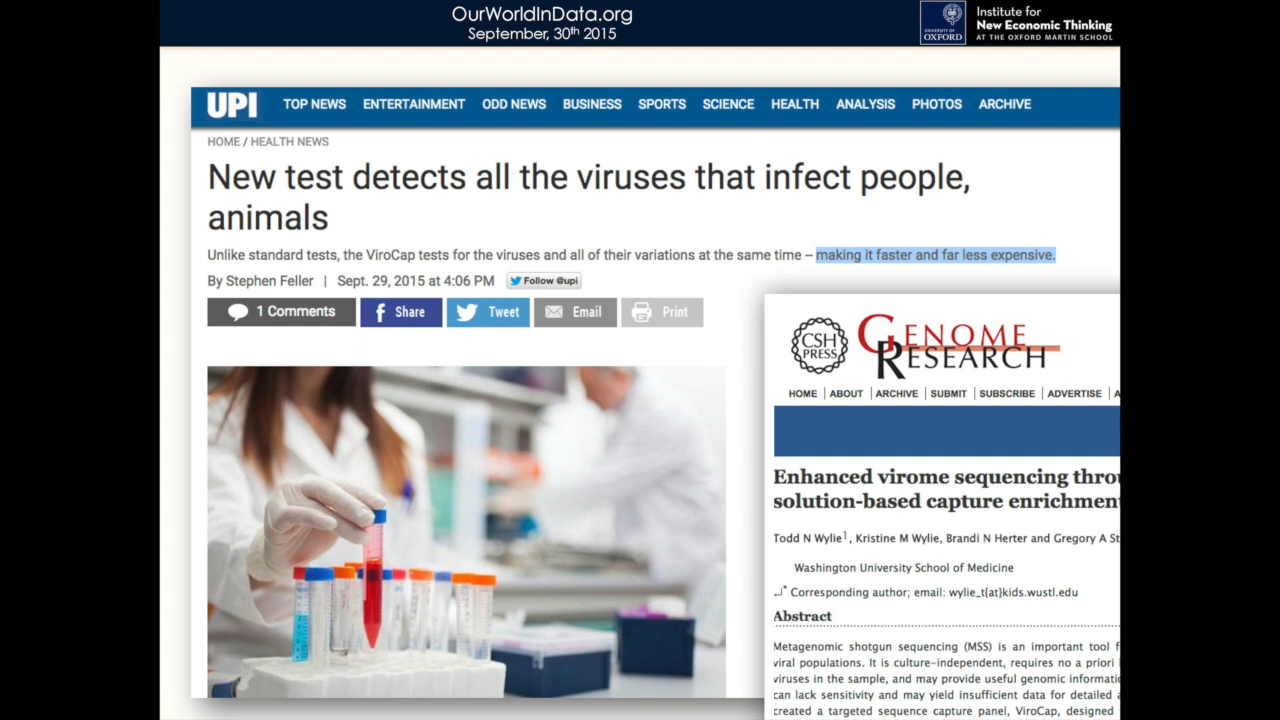 OurWorldInData.org
September, 30th 2015
UNIVERSITY OF
OXFORD
Institute for
New Economic Thinking
AT THE OXFORD MARTIN SCHOOL
UPI TOP NEWS ENTERTAINMENT ODD NEWS BUSINESS SPORTS SCIENCE HEALTH ANALYSIS PHOTOS ARCHIVE
HOME / HEALTH NEWS
New test detects all the viruses that infect people,
animals
Unlike standard tests, the ViroCap tests for the viruses and all of their variations at the same time – making it faster and far less expensive.
By Stephen Feller | Sept. 29, 2015 at 4:06 PM Follow @upi
1 Comments Share Tweet Email Print
CSH
PRESS
GENOME
RESEARCH
HOME | ABOUT | ARCHIVE | SUBMIT | SUBSCRIBE | ADVERTISE | A
Enhanced virome sequencing throu
solution-based capture enrichment
Todd N Wylie1, Kristine M Wylie, Brandi N Herter and Gregory A St
Washington University School of Medicine
* Corresponding author; email: wylie_t{at}kids.wustl.edu
Abstract
Metagenomic shotgun sequencing (MSS) is an important tool f
viral populations. It is culture-independent, requires no a priori
viruses in the sample, and may provide useful genomic informatio
can lack sensitivity and may yield insufficient data for detailed a
created a targeted sequence capture panel, ViroCap, designed